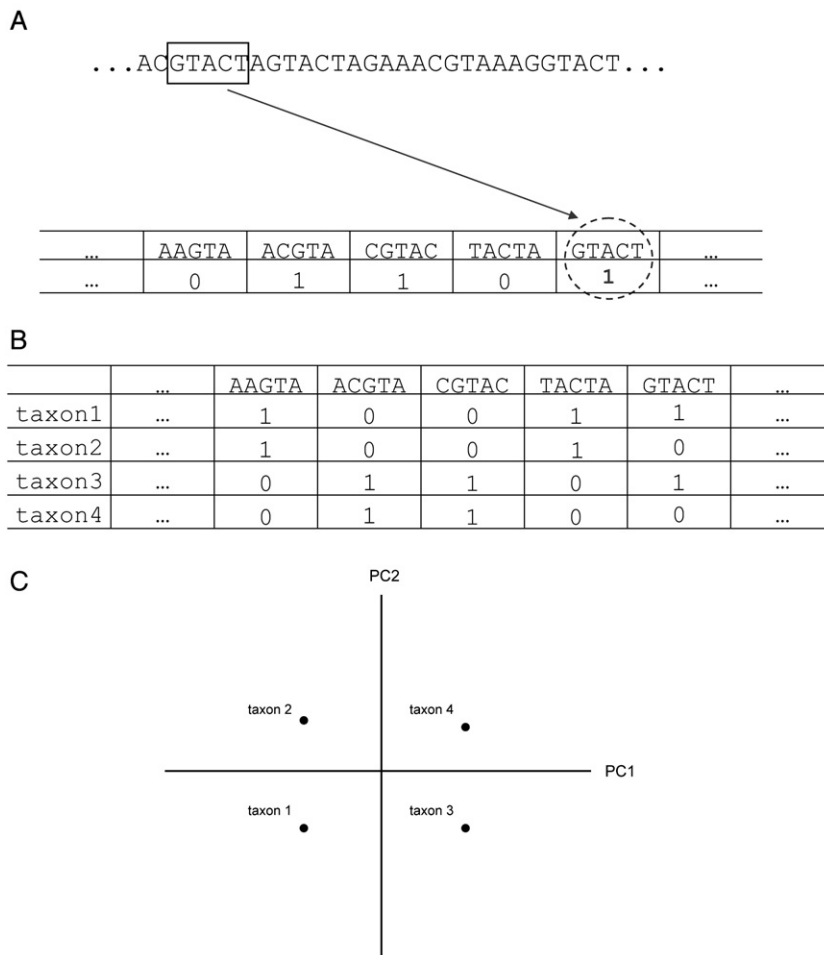 A
...ACGTACTAGTACTAGAAACGTAAAGGTACT...
... AAGTA ACGTA CGTAC TACTA GTACT ...
... 0 1 1 0 1 ...
B
... AAGTA ACGTA CGTAC TACTA GTACT ...
taxon1 ... 1 0 0 1 1 ...
taxon2 ... 1 0 0 1 0 ...
taxon3 ... 0 1 1 0 1 ...
taxon4 ... 0 1 1 0 0 ...
C
PC2
taxon 2 taxon 4
PC1
taxon 1 taxon 3